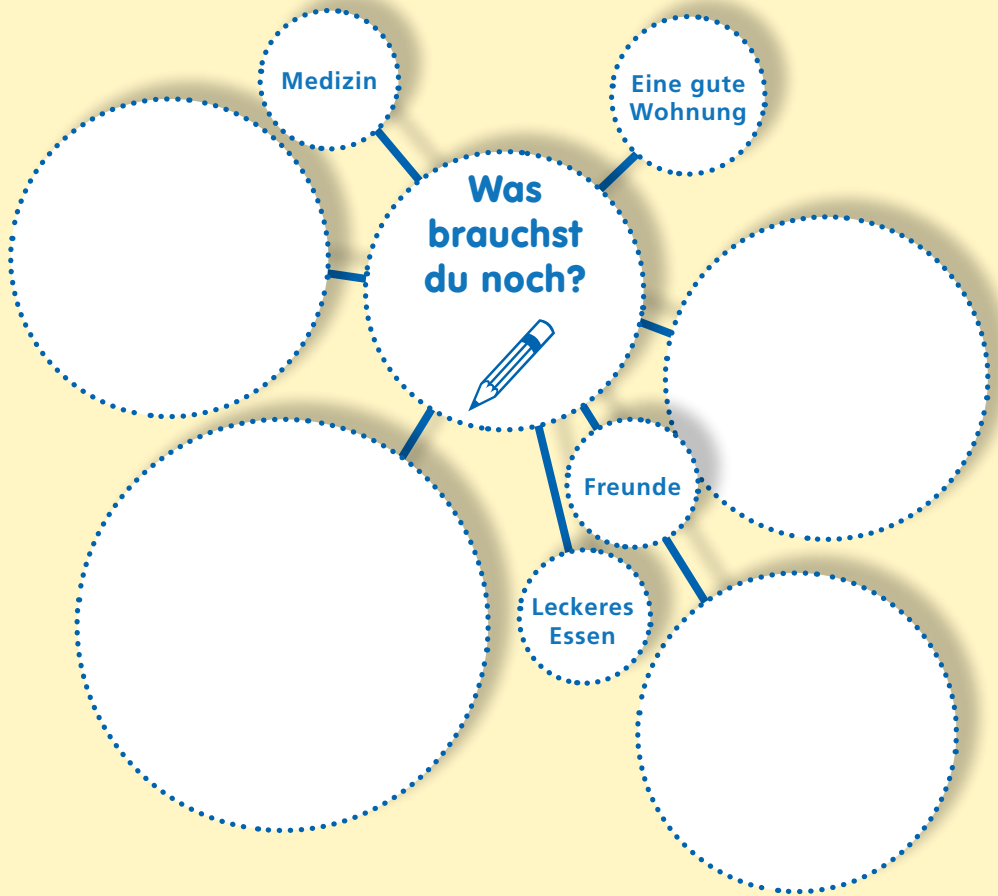 Medizin
Eine gute
Wohnung
Was
brauchst
du noch?
Freunde
Leckeres
Essen